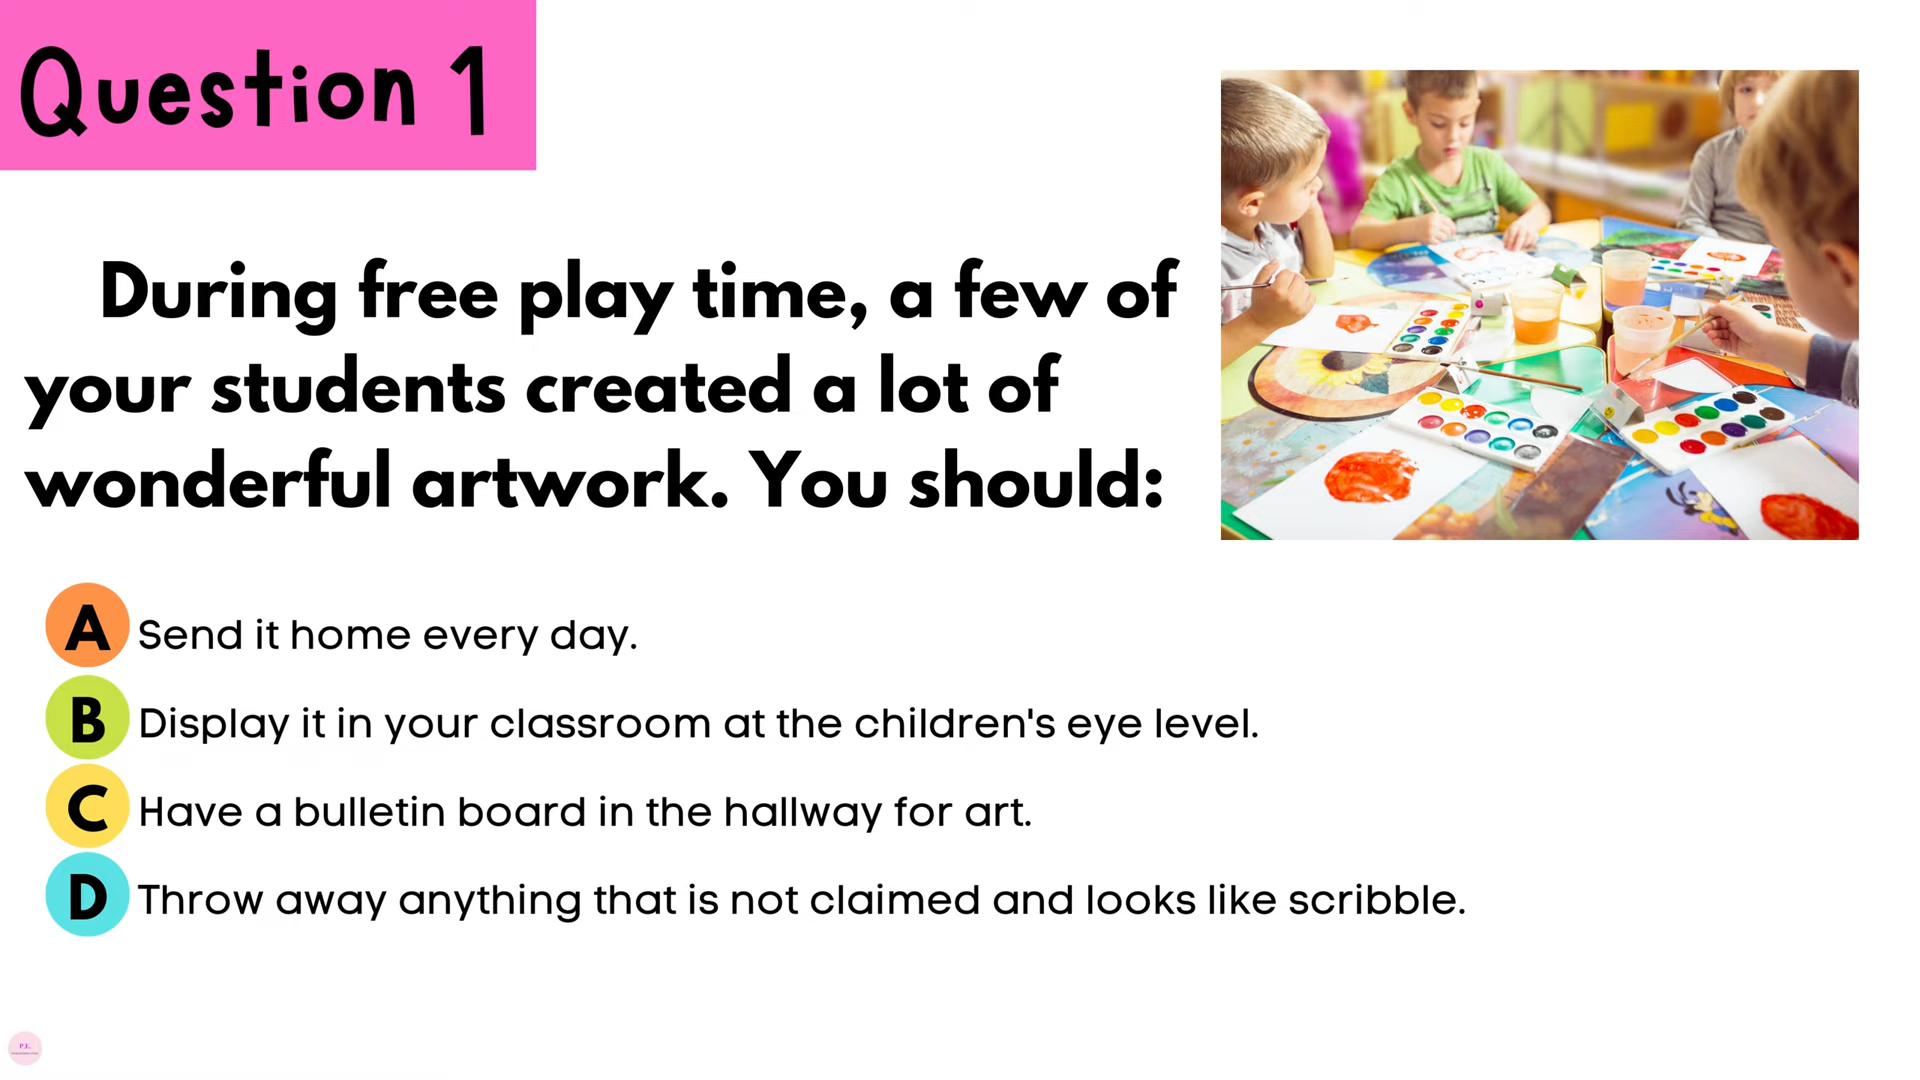 Question 1
During free play time, a few of
your students created a lot of
wonderful artwork. You should:
A Send it home every day.
B Display it in your classroom at the children's eye level.
C Have a bulletin board in the hallway for art.
D Throw away anything that is not claimed and looks like scribble.
P.E.